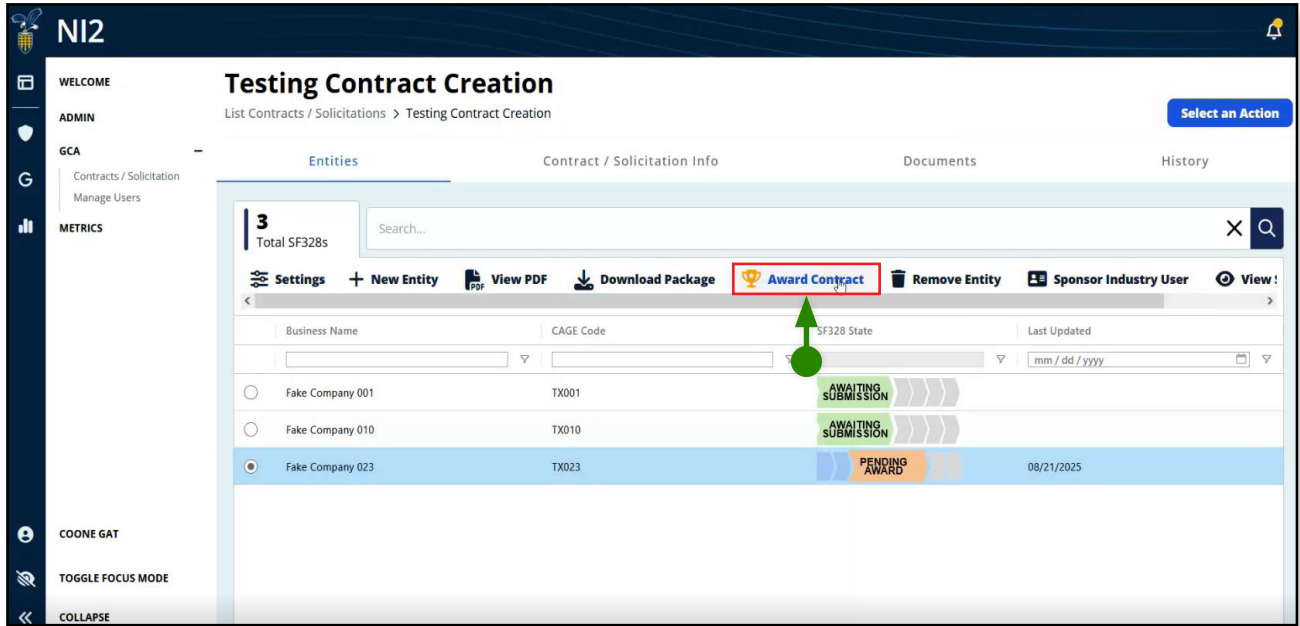 NI2
WELCOME
ADMIN
GCA
Contracts / Solicitation
Manage Users
METRICS
COONE GAT
TOGGLE FOCUS MODE
COLLAPSE
G
Testing Contract Creation
List Contracts / Solicitations > Testing Contract Creation
Select an Action
Entities Contract / Solicitation Info Documents History
3
Total SF328s
Search...
Settings + New Entity PDF View PDF Download Package Award Contract Remove Entity Sponsor Industry User View
Business Name CAGE Code SF328 State Last Updated
mm / dd / yyyy
Fake Company 001 TX001 AWAITING SUBMISSION
Fake Company 010 TX010 AWAITING SUBMISSION
Fake Company 023 TX023 PENDING AWARD 08/21/2025